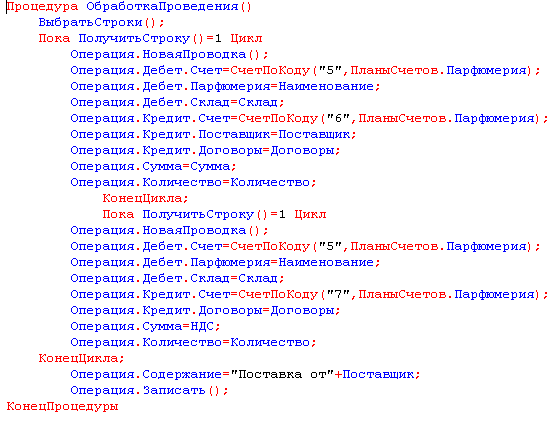 Процедура ОбработкаПроведения()
ВыбратьСтроки();
Пока ПолучитьСтроку()=1 Цикл
Операция.НоваяПроводка();
Операция.Дебет.Счет=СчетПоКоду("5",ПланыСчетов.Парфюмерия);
Операция.Дебет.Парфюмерия=Наименование;
Операция.Дебет.Склад=Склад;
Операция.Кредит.Счет=СчетПоКоду("6",ПланыСчетов.Парфюмерия);
Операция.Кредит.Поставщик=Поставщик;
Операция.Кредит.Договоры=Договоры;
Операция.Сумма=Сумма;
Операция.Количество=Количество;
КонецЦикла;
Пока ПолучитьСтроку()=1 Цикл
Операция.НоваяПроводка();
Операция.Дебет.Счет=СчетПоКоду("5",ПланыСчетов.Парфюмерия);
Операция.Дебет.Парфюмерия=Наименование;
Операция.Дебет.Склад=Склад;
Операция.Кредит.Счет=СчетПоКоду("7",ПланыСчетов.Парфюмерия);
Операция.Кредит.Договоры=Договоры;
Операция.Сумма=НДС;
Операция.Количество=Количество;
КонецЦикла;
Операция.Содержание="Поставка от"+Поставщик;
Операция.Записать();
КонецПроцедуры